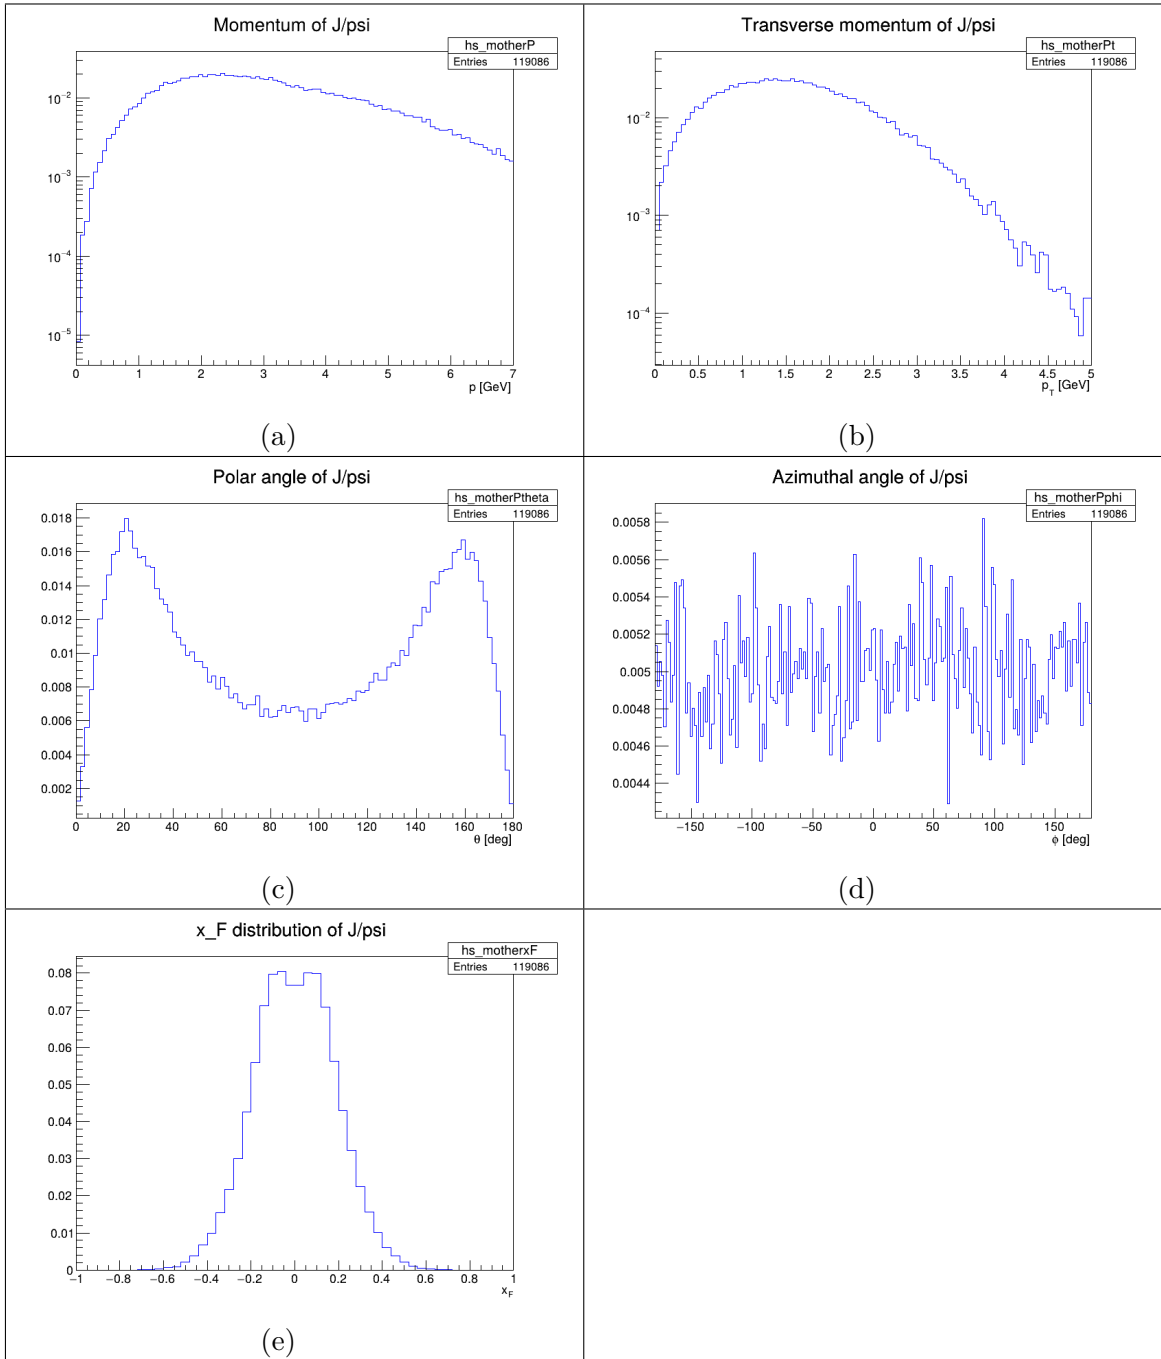 Momentum of J/psi
hs_motherP
Entries 119086
10⁻²
10⁻³
10⁻⁴
10⁻⁵
0 1 2 3 4 5 6 7
p [GeV]
(a)
Transverse momentum of J/psi
hs_motherPt
Entries 119086
10⁻²
10⁻³
10⁻⁴
0 0.5 1 1.5 2 2.5 3 3.5 4 4.5 5
p_T [GeV]
(b)
Polar angle of J/psi
hs_motherPtheta
Entries 119086
0.018
0.016
0.014
0.012
0.01
0.008
0.006
0.004
0.002
0 20 40 60 80 100 120 140 160 180
θ [deg]
(c)
Azimuthal angle of J/psi
hs_motherPphi
Entries 119086
0.0058
0.0056
0.0054
0.0052
0.005
0.0048
0.0046
0.0044
−150 −100 −50 0 50 100 150
ϕ [deg]
(d)
x_F distribution of J/psi
hs_motherxF
Entries 119086
0.08
0.07
0.06
0.05
0.04
0.03
0.02
0.01
0
−1 −0.8 −0.6 −0.4 −0.2 0 0.2 0.4 0.6 0.8 1
x_F
(e)